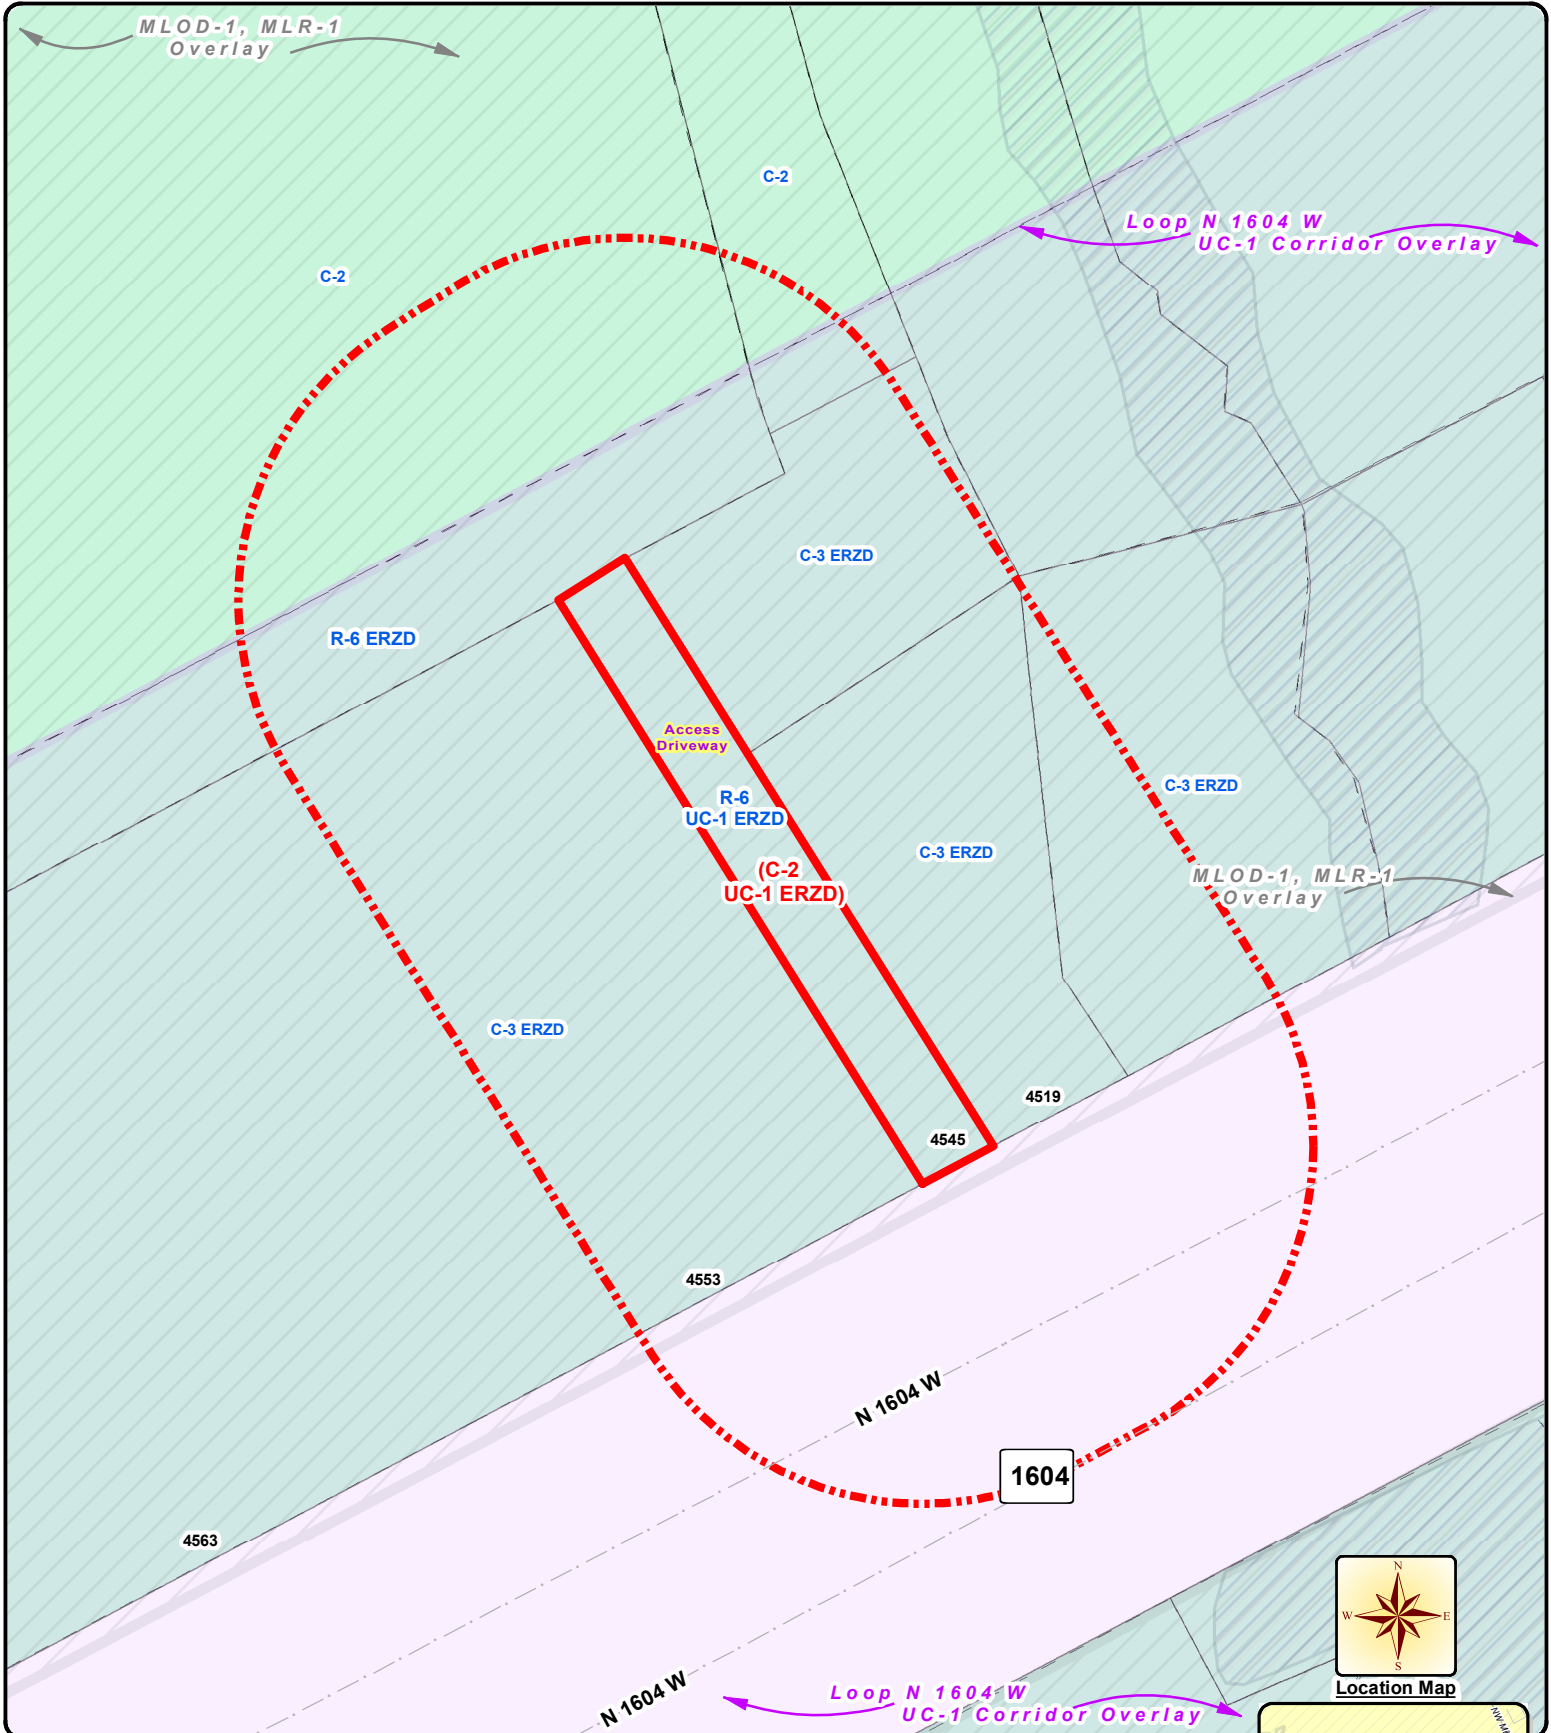 MLOD-1, MLR-1
Overlay
C-2
Loop N 1604 W
UC-1 Corridor Overlay
C-2
C-3 ERZD
R-6 ERZD
Access
Driveway
R-6
UC-1 ERZD
C-3 ERZD
C-3 ERZD
(C-2
UC-1 ERZD)
MLOD-1, MLR-1
Overlay
C-3 ERZD
4519
4545
4553
N 1604 W
1604
4563
N
W E
S
N 1604 W
Loop N 1604 W
UC-1 Corridor Overlay
Location Map